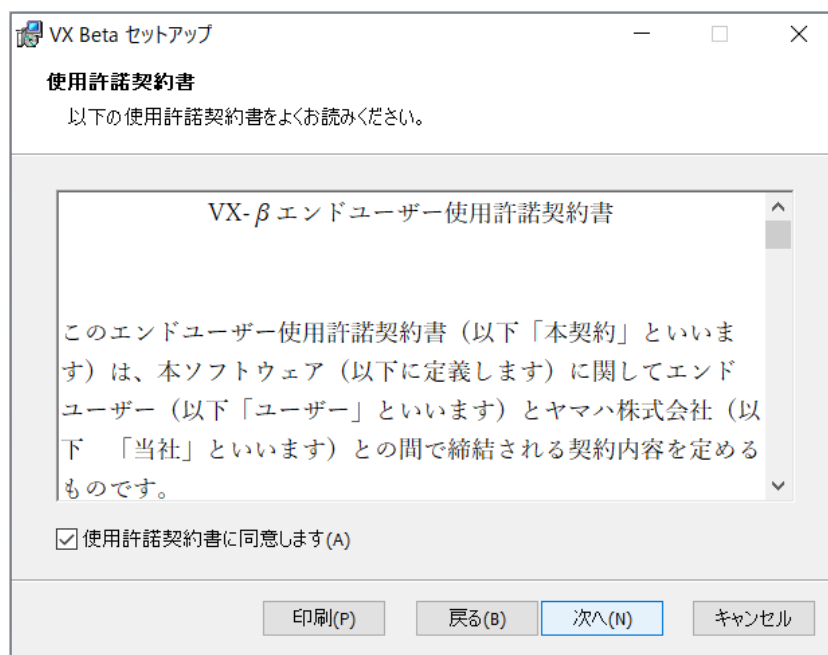 VX Beta セットアップ
使用許諾契約書
以下の使用許諾契約書をよくお読みください。
VX-βエンドユーザー使用許諾契約書
このエンドユーザー使用許諾契約書（以下「本契約」といいま
す）は、本ソフトウェア（以下に定義します）に関してエンド
ユーザー（以下「ユーザー」といいます）とヤマハ株式会社（以
下　「当社」といいます）との間で締結される契約内容を定める
ものです。
使用許諾契約書に同意します(A)
印刷(P)
戻る(B)
次へ(N)
キャンセル